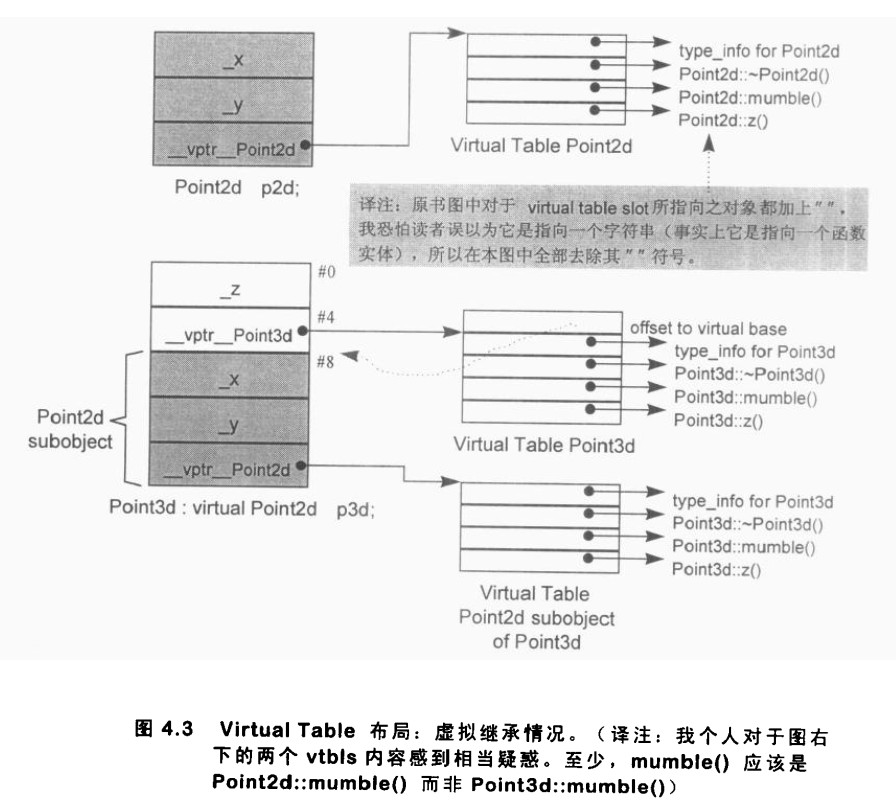 _x
_y
__vptr__Point2d
Point2d p2d;
type_info for Point2d
Point2d::~Point2d()
Point2d::mumble()
Point2d::z()
Virtual Table Point2d
译注：原书图中对于 virtual table slot所指向之对象都加上″″，
我恐怕读者误以为它是指向一个字符串（事实上它是指向一个函数
实体），所以在本图中全部去除其″″符号。
#0
_z
#4
__vptr__Point3d
#8
_x
_y
__vptr__Point2d
Point2d
subobject
Point3d : virtual Point2d p3d;
offset to virtual base
type_info for Point3d
Point3d::~Point3d()
Point3d::mumble()
Point3d::z()
Virtual Table Point3d
type_info for Point3d
Point3d::~Point3d()
Point3d::mumble()
Point3d::z()
Virtual Table
Point2d subobject
of Point3d
图 4.3 Virtual Table 布局：虚拟继承情况。（译注：我个人对于图右
下的两个 vtbls 内容感到相当疑惑。至少，mumble() 应该是
Point2d::mumble() 而非 Point3d::mumble()）